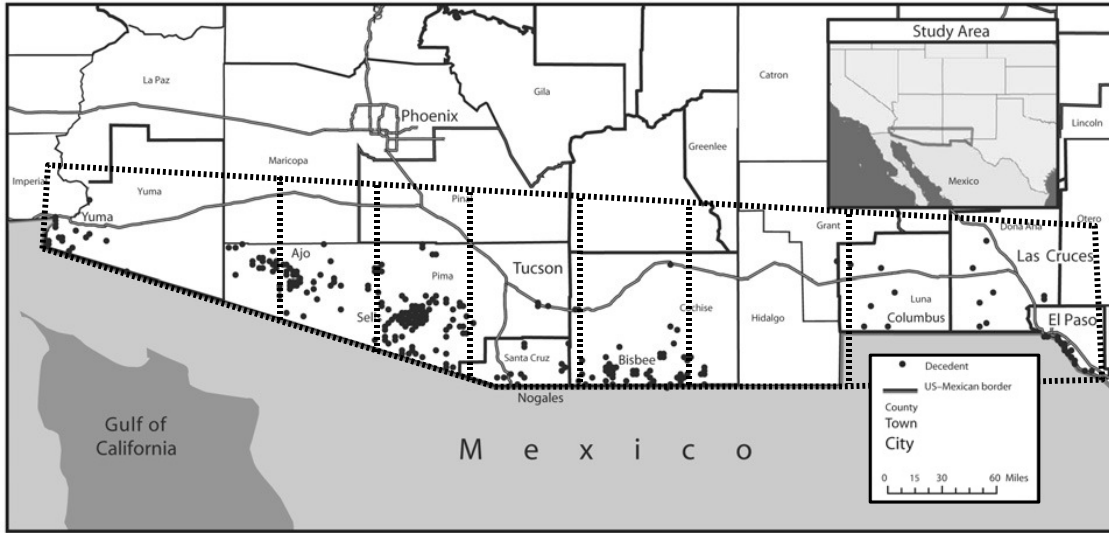 Study Area
La Paz
Phoenix
Gila
Catron
Lincoln
Greenlee
Maricopa
Imperial
Yuma
Mexico
Yuma
Grant
Dona Ana
Otero
Ajo
Pima
Tucson
Las Cruces
Cochise
Hidalgo
Luna
Columbus
El Paso
Santa Cruz
Bisbee
Nogales
Decedent
US–Mexican border
County
Town
City
0 15 30 60 Miles
Gulf of
California
Mexico